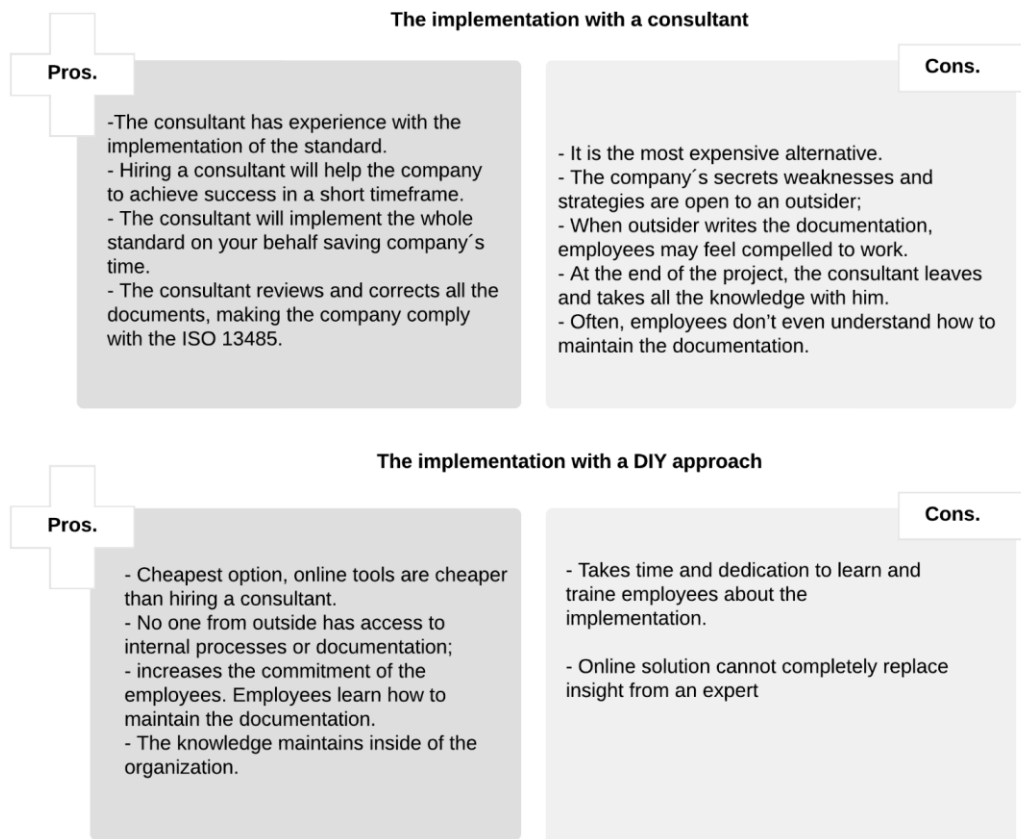 The implementation with a consultant
Pros.
-The consultant has experience with the
implementation of the standard.
- Hiring a consultant will help the company
to achieve success in a short timeframe.
- The consultant will implement the whole
standard on your behalf saving company´s
time.
- The consultant reviews and corrects all the
documents, making the company comply
with the ISO 13485.
Cons.
- It is the most expensive alternative.
- The company´s secrets weaknesses and
strategies are open to an outsider;
- When outsider writes the documentation,
employees may feel compelled to work.
- At the end of the project, the consultant leaves
and takes all the knowledge with him.
- Often, employees don’t even understand how to
maintain the documentation.
The implementation with a DIY approach
Pros.
- Cheapest option, online tools are cheaper
than hiring a consultant.
- No one from outside has access to
internal processes or documentation;
- increases the commitment of the
employees. Employees learn how to
maintain the documentation.
- The knowledge maintains inside of the
organization.
Cons.
- Takes time and dedication to learn and
traine employees about the
implementation.
- Online solution cannot completely replace
insight from an expert